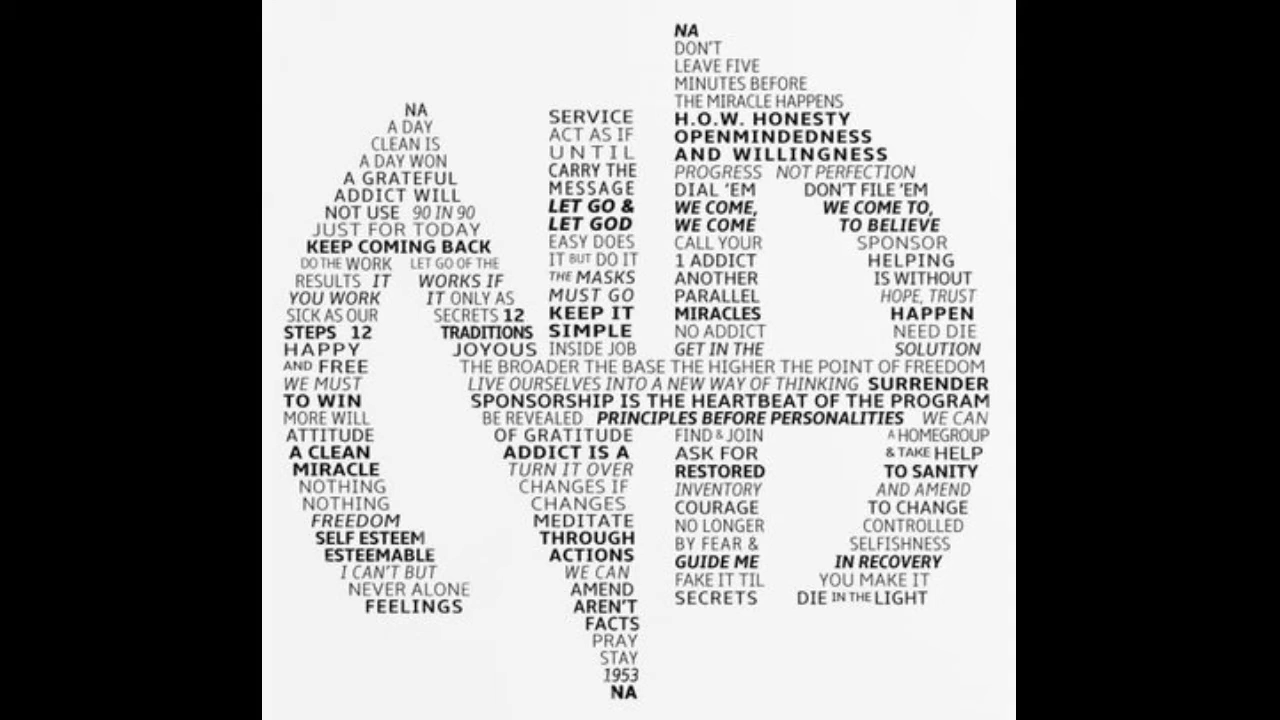 NA
DON'T
LEAVE FIVE
MINUTES BEFORE
THE MIRACLE HAPPENS
NA
A DAY
CLEAN IS
A DAY WON
A GRATEFUL
ADDICT WILL
NOT USE 90 IN 90
JUST FOR TODAY
KEEP COMING BACK
DO THE WORK LET GO OF THE
RESULTS IT WORKS IF
YOU WORK IT ONLY AS
SICK AS OUR SECRETS 12
STEPS 12 TRADITIONS
HAPPY JOYOUS
SERVICE
ACT AS IF
UNTIL
CARRY THE
MESSAGE
LET GO &
LET GOD
EASY DOES
IT BUT DO IT
THE MASKS
MUST GO
KEEP IT
SIMPLE
INSIDE JOB
H.O.W. HONESTY
OPENMINDEDNESS
AND WILLINGNESS
PROGRESS NOT PERFECTION
DIAL 'EM DON'T FILE 'EM
WE COME, WE COME TO,
WE COME TO BELIEVE
CALL YOUR SPONSOR
1 ADDICT HELPING
ANOTHER IS WITHOUT
PARALLEL HOPE, TRUST
MIRACLES HAPPEN
NO ADDICT NEED DIE
GET IN THE SOLUTION
AND FREE THE BROADER THE BASE THE HIGHER THE POINT OF FREEDOM
WE MUST LIVE OURSELVES INTO A NEW WAY OF THINKING SURRENDER
TO WIN SPONSORSHIP IS THE HEARTBEAT OF THE PROGRAM
MORE WILL BE REVEALED PRINCIPLES BEFORE PERSONALITIES WE CAN
ATTITUDE OF GRATITUDE
A CLEAN ADDICT IS A
MIRACLE TURN IT OVER
NOTHING CHANGES IF
NOTHING CHANGES
FREEDOM MEDITATE
SELF ESTEEM THROUGH
ESTEEMABLE ACTIONS
I CAN'T BUT WE CAN
NEVER ALONE AMEND
FEELINGS AREN'T
FACTS
PRAY
STAY
1953
NA
FIND & JOIN A HOMEGROUP
ASK FOR & TAKE HELP
RESTORED TO SANITY
INVENTORY AND AMEND
COURAGE TO CHANGE
NO LONGER CONTROLLED
BY FEAR & SELFISHNESS
GUIDE ME IN RECOVERY
FAKE IT TIL YOU MAKE IT
SECRETS DIE IN THE LIGHT